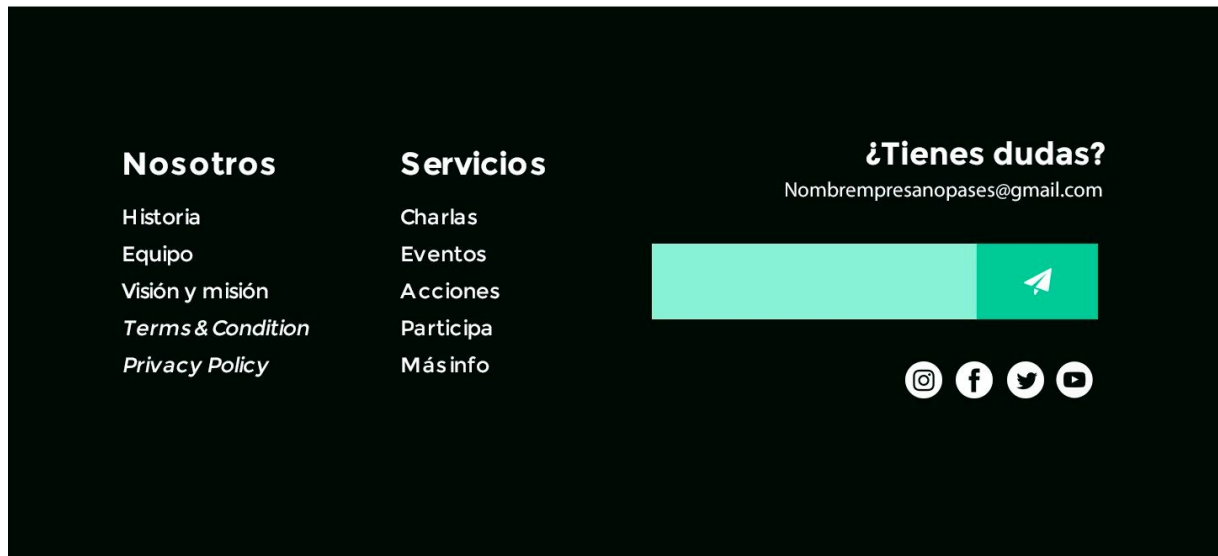 Nosotros
Historia
Equipo
Visión y misión
Terms & Condition
Privacy Policy
Servicios
Charlas
Eventos
Acciones
Participa
Más info
¿Tienes dudas?
Nombrempresanopases@gmail.com